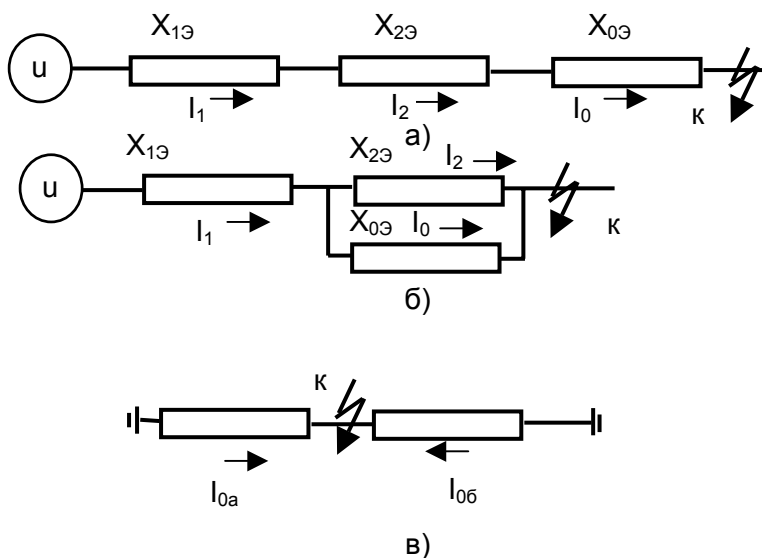 X1Э X2Э X0Э
u
I1 I2 I0 к
а)
X1Э X2Э I2
u
I1 X0Э I0 к
б)
к
I0а I0б
в)